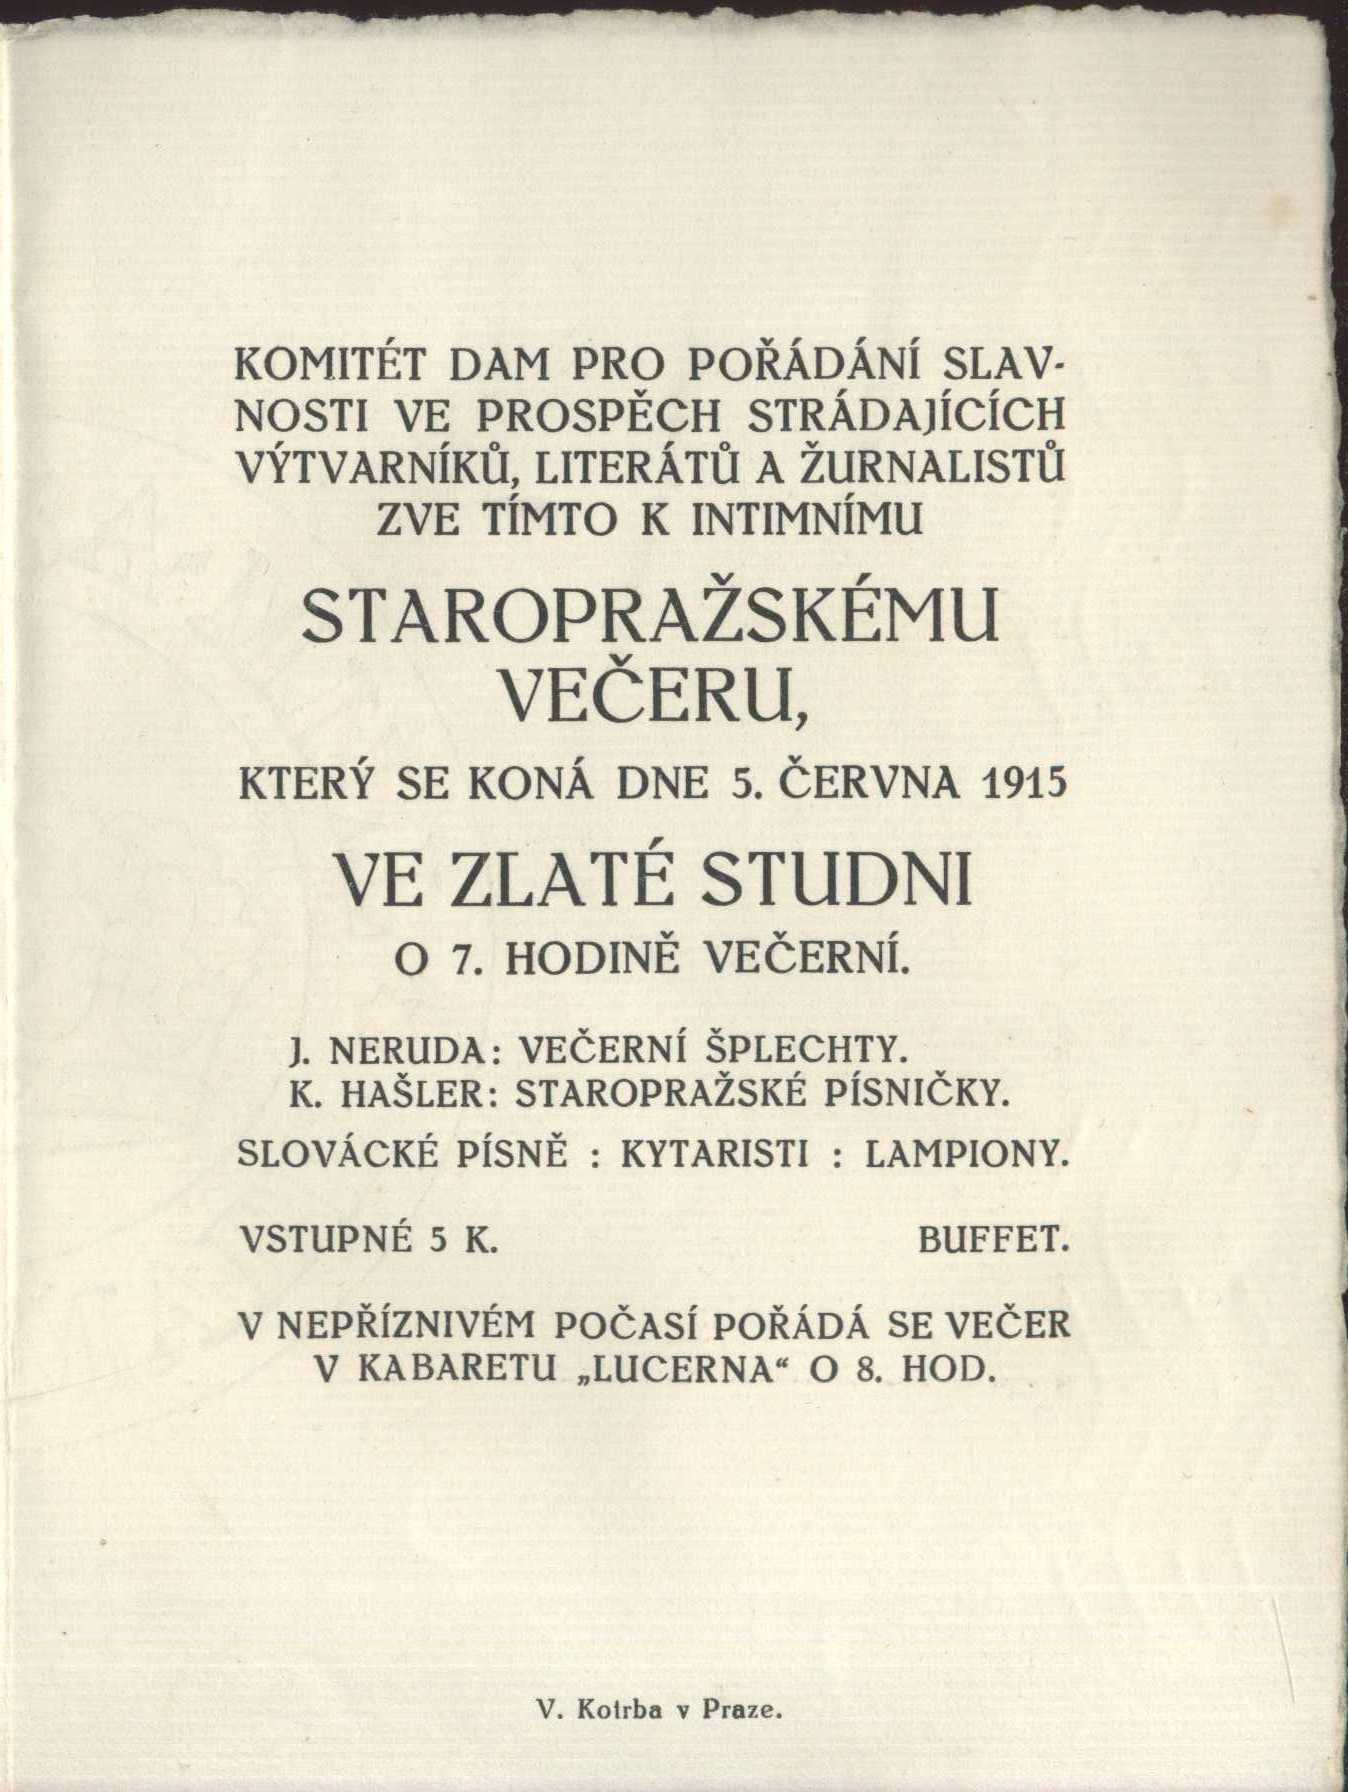 KOMITÉT DAM PRO POŘÁDÁNÍ SLAV-
NOSTI VE PROSPĚCH STRÁDAJÍCÍCH
VÝTVARNÍKŮ, LITERÁTŮ A ŽURNALISTŮ
ZVE TÍMTO K INTIMNÍMU
STAROPRAŽSKÉMU
VEČERU,
KTERÝ SE KONÁ DNE 5. ČERVNA 1915
VE ZLATÉ STUDNI
O 7. HODINĚ VEČERNÍ.
J. NERUDA: VEČERNÍ ŠPLECHTY.
K. HAŠLER: STAROPRAŽSKÉ PÍSNIČKY.
SLOVÁCKÉ PÍSNĚ : KYTARISTI : LAMPIONY.
VSTUPNÉ 5 K. BUFFET.
V NEPŘÍZNIVÉM POČASÍ POŘÁDÁ SE VEČER
V KABARETU „LUCERNA“ O 8. HOD.
V. Kotrba v Praze.